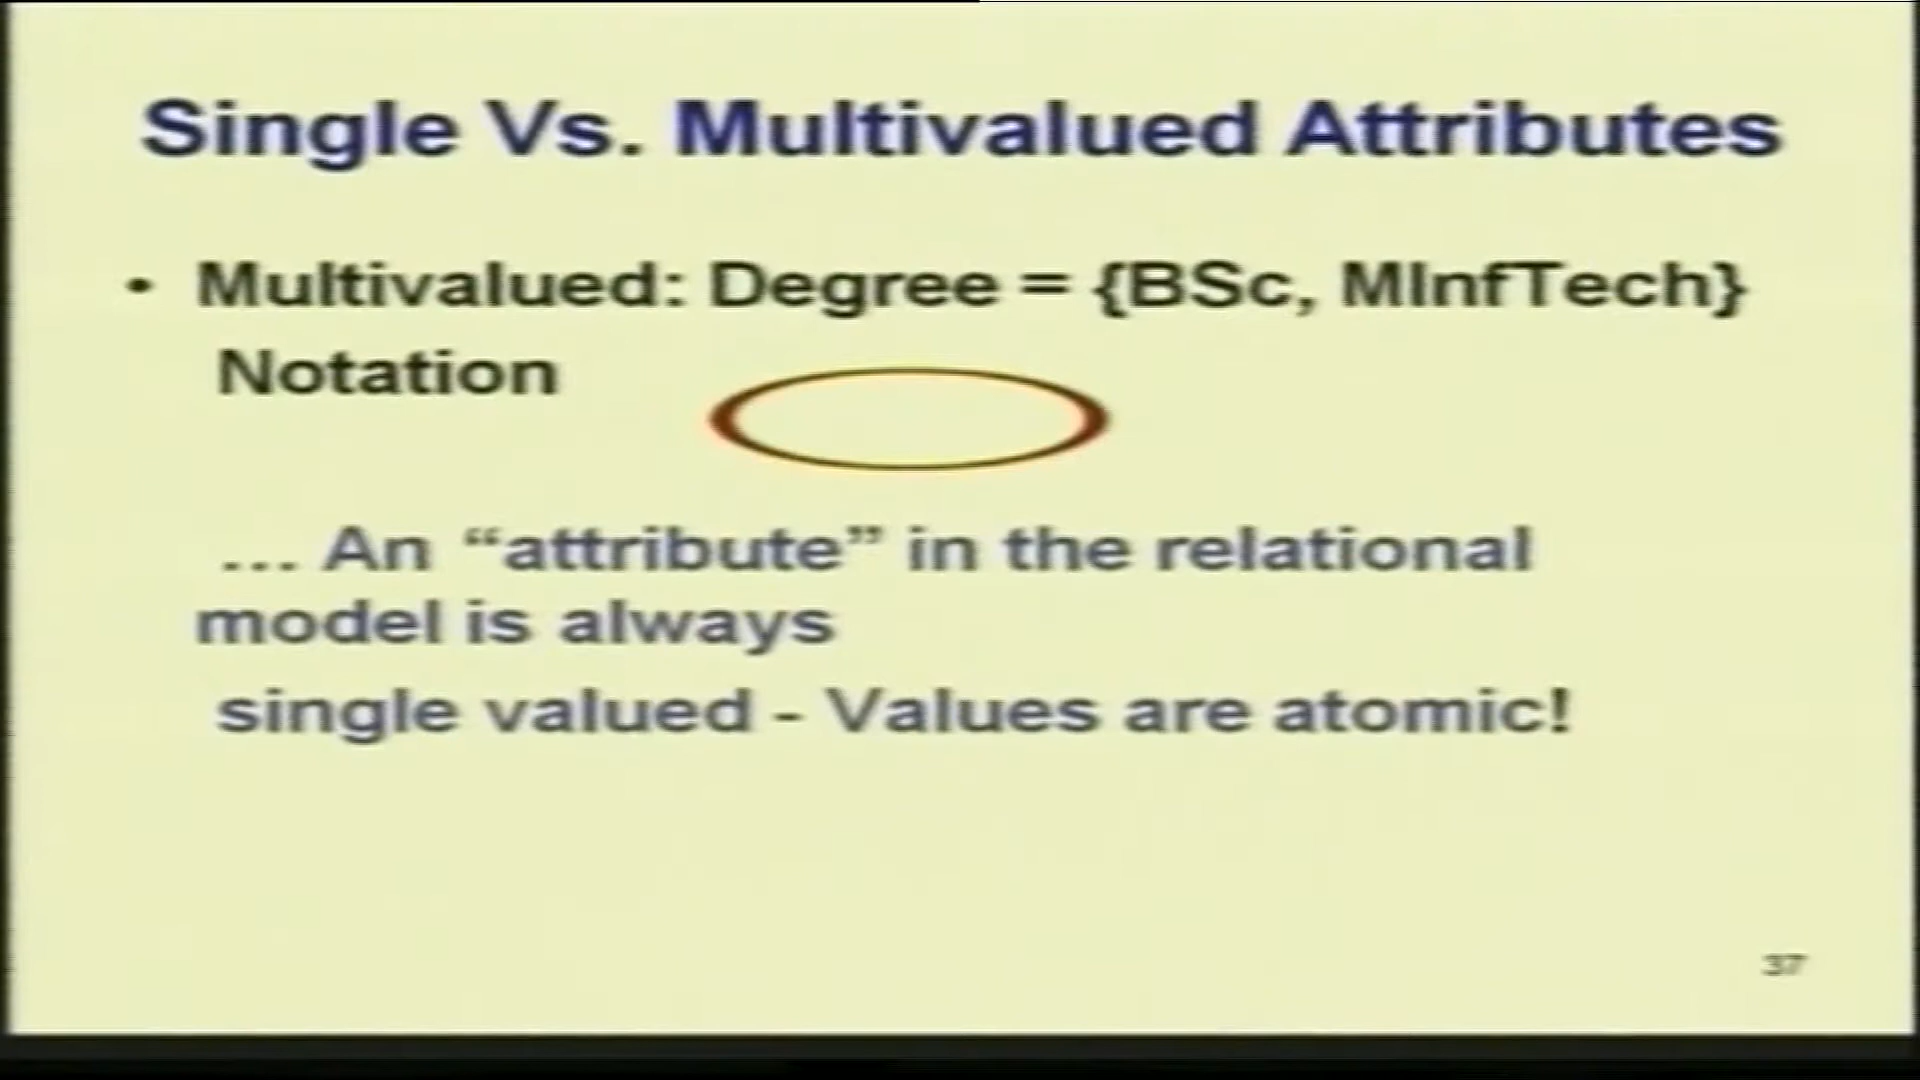 Single Vs. Multivalued Attributes
• Multivalued: Degree = {BSc, MInfTech}
Notation
... An “attribute” in the relational
model is always
single valued - Values are atomic!
37